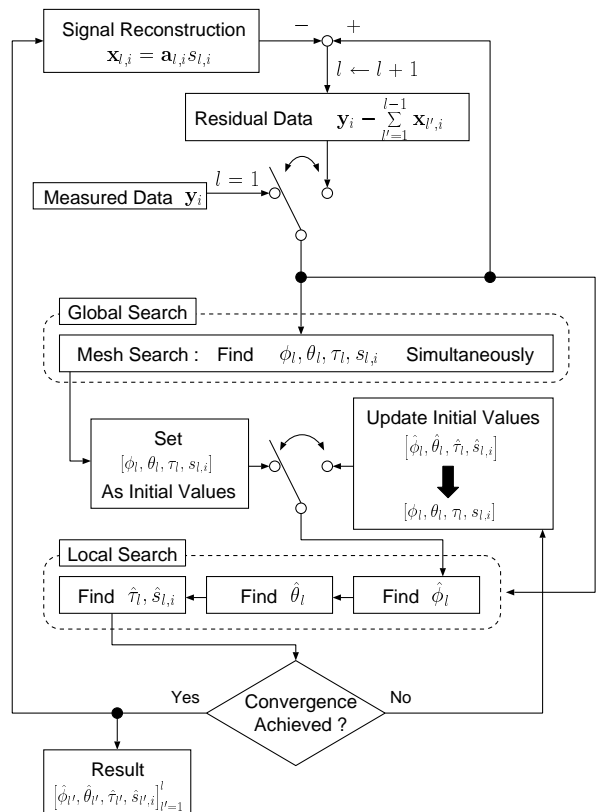 Signal Reconstruction
𝐱_{l,i} = 𝐚_{l,i} s_{l,i}
− +
l ← l + 1
Residual Data 𝐲_i − ∑_{l'=1}^{l−1} 𝐱_{l',i}
Measured Data 𝐲_i
l = 1
Global Search
Mesh Search : Find ϕ_l, θ_l, τ_l, s_{l,i} Simultaneously
Set
[ϕ_l, θ_l, τ_l, s_{l,i}]
As Initial Values
Update Initial Values
[ϕ̂_l, θ̂_l, τ̂_l, ŝ_{l,i}]
[ϕ_l, θ_l, τ_l, s_{l,i}]
Local Search
Find τ̂_l, ŝ_{l,i}
Find θ̂_l
Find ϕ̂_l
Yes
Convergence
Achieved ?
No
Result
[ϕ̂_{l'}, θ̂_{l'}, τ̂_{l'}, ŝ_{l',i}]_{l'=1}^{l}